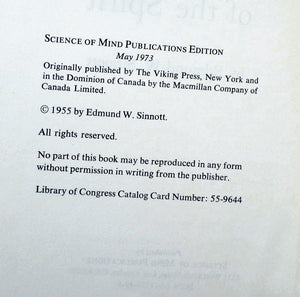 of the
SCIENCE OF MIND PUBLICATIONS EDITION
May 1973
Originally published by The Viking Press, New York and
in the Dominion of Canada by the Macmillan Company of
Canada Limited.
© 1955 by Edmund W. Sinnott.
All rights reserved.
No part of this book may be reproduced in any form
without permission in writing from the publisher.
Library of Congress Catalog Card Number: 55-9644